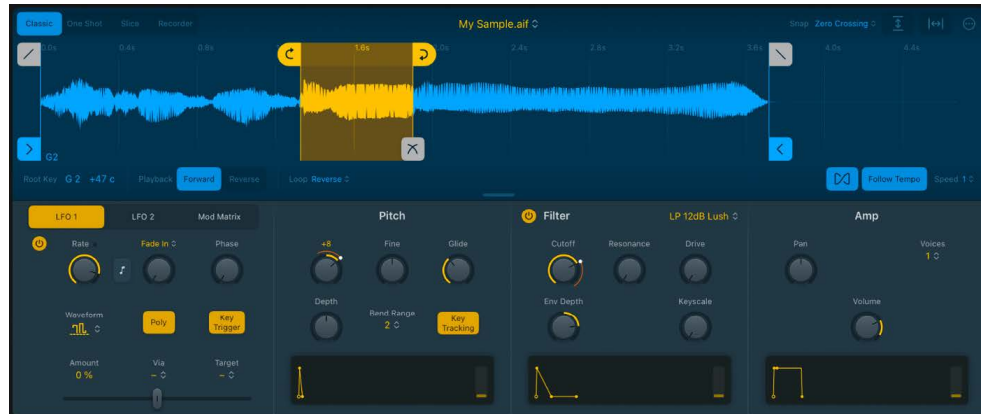 Classic One Shot Slice Recorder My Sample.aif Snap Zero Crossing
0.0s 0.4s 0.8s 1.6s 2.4s 2.8s 3.2s 3.6s 4.0s 4.4s
G2
Root Key G 2 +47 c Playback Forward Reverse Loop Reverse Follow Tempo Speed 1
LFO 1 LFO 2 Mod Matrix Pitch Filter LP 12dB Lush Amp
Rate Fade In Phase +8 Fine Glide Cutoff Resonance Drive Pan Voices
1
Depth Env Depth Keyscale Volume
Waveform Poly Key Trigger Bend Range Key Tracking
2
Amount Via Target
0 % – –